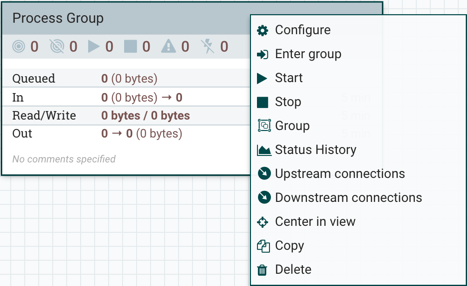 Process Group
0 0 0 0 0 0
Queued 0 (0 bytes)
In 0 (0 bytes) → 0
Read/Write 0 bytes / 0 bytes
Out 0 → 0 (0 bytes)
No comments specified
Configure
Enter group
Start
Stop
Group
Status History
Upstream connections
Downstream connections
Center in view
Copy
Delete